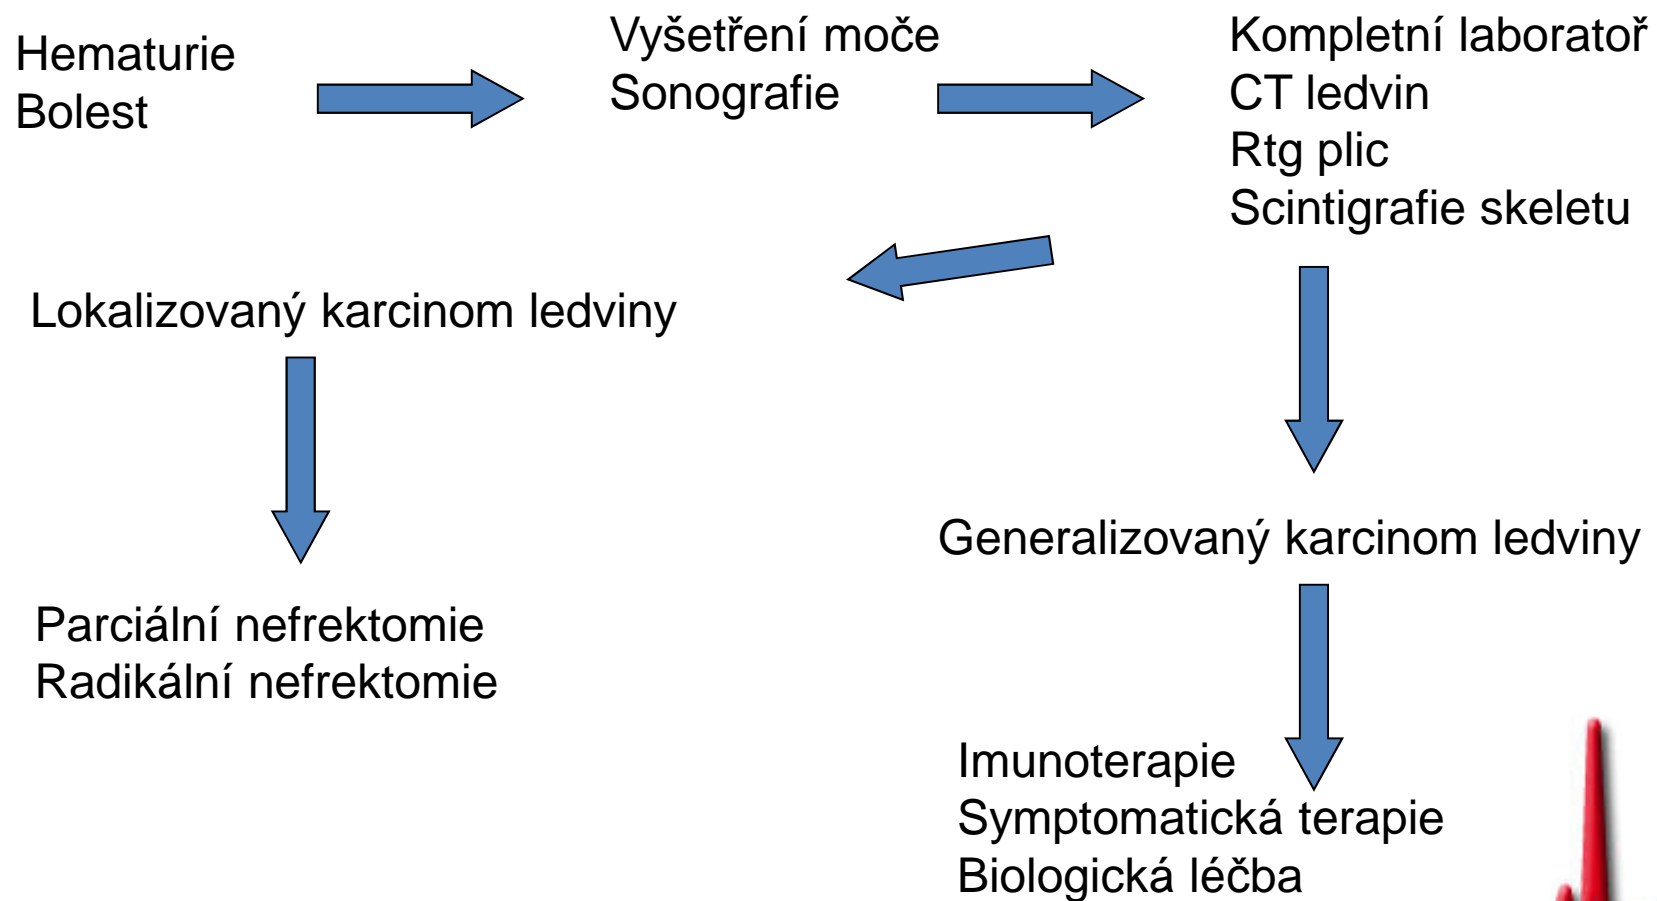 Hematurie
Bolest
Vyšetření moče
Sonografie
Kompletní laboratoř
CT ledvin
Rtg plic
Scintigrafie skeletu
Lokalizovaný karcinom ledviny
Generalizovaný karcinom ledviny
Parciální nefrektomie
Radikální nefrektomie
Imunoterapie
Symptomatická terapie
Biologická léčba